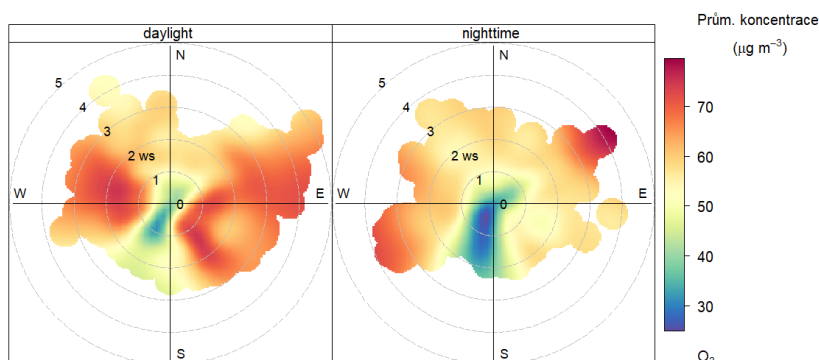 daylight
nighttime
Prům. koncentrace
(μg m⁻³)
N
5
4
3
2 ws
1
0
W
E
S
N
5
4
3
2 ws
1
0
W
E
S
70
60
50
40
30
O₃